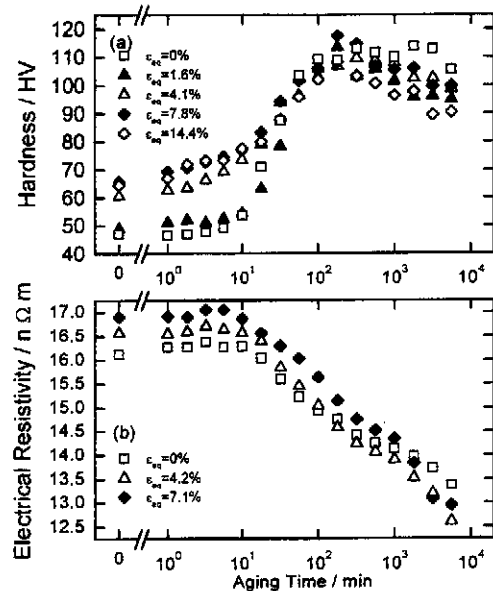 (a)
ε_eq=0%
ε_eq=1.6%
ε_eq=4.1%
ε_eq=7.8%
ε_eq=14.4%
Hardness / HV
120
110
100
90
80
70
60
50
40
0 10^0 10^1 10^2 10^3 10^4
17.0
16.5
16.0
15.5
15.0
14.5
14.0
13.5
13.0
12.5
Electrical Resistivity / n Ω m
(b)
ε_eq=0%
ε_eq=4.2%
ε_eq=7.1%
0 10^0 10^1 10^2 10^3 10^4
Aging Time / min